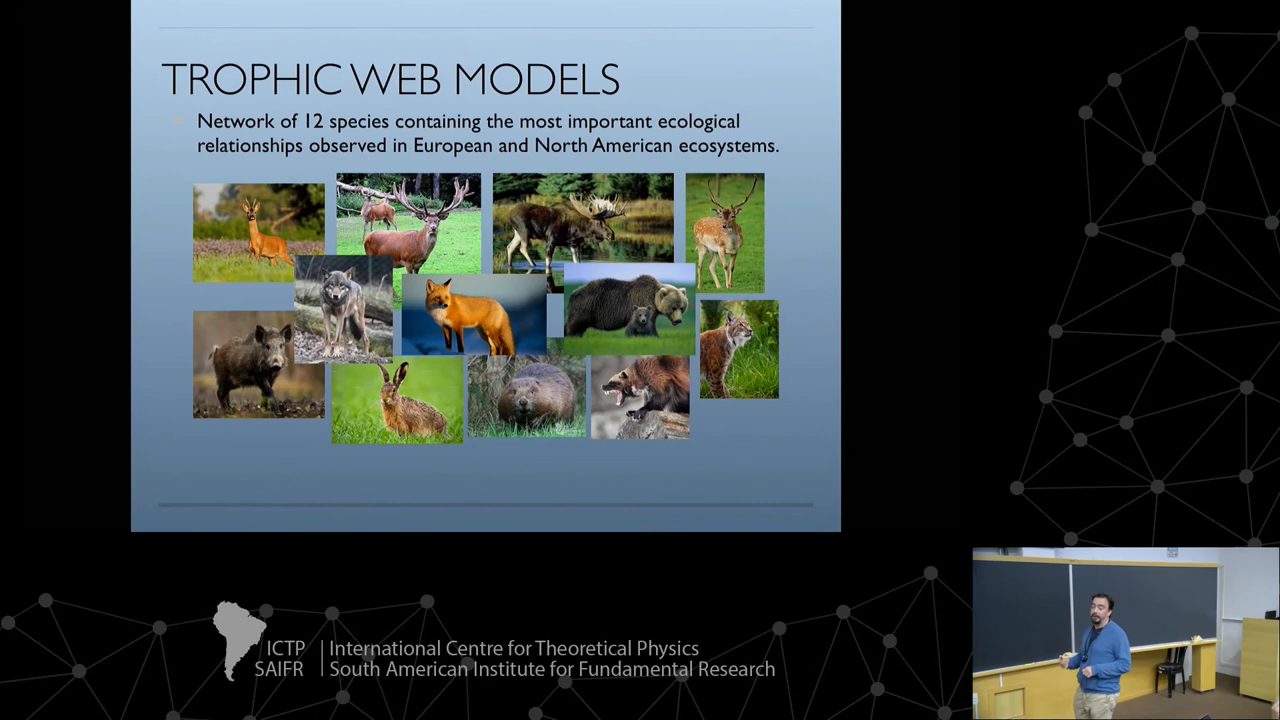 TROPHIC WEB MODELS
Network of 12 species containing the most important ecological
relationships observed in European and North American ecosystems.
ICTP
SAIFR
International Centre for Theoretical Physics
South American Institute for Fundamental Research